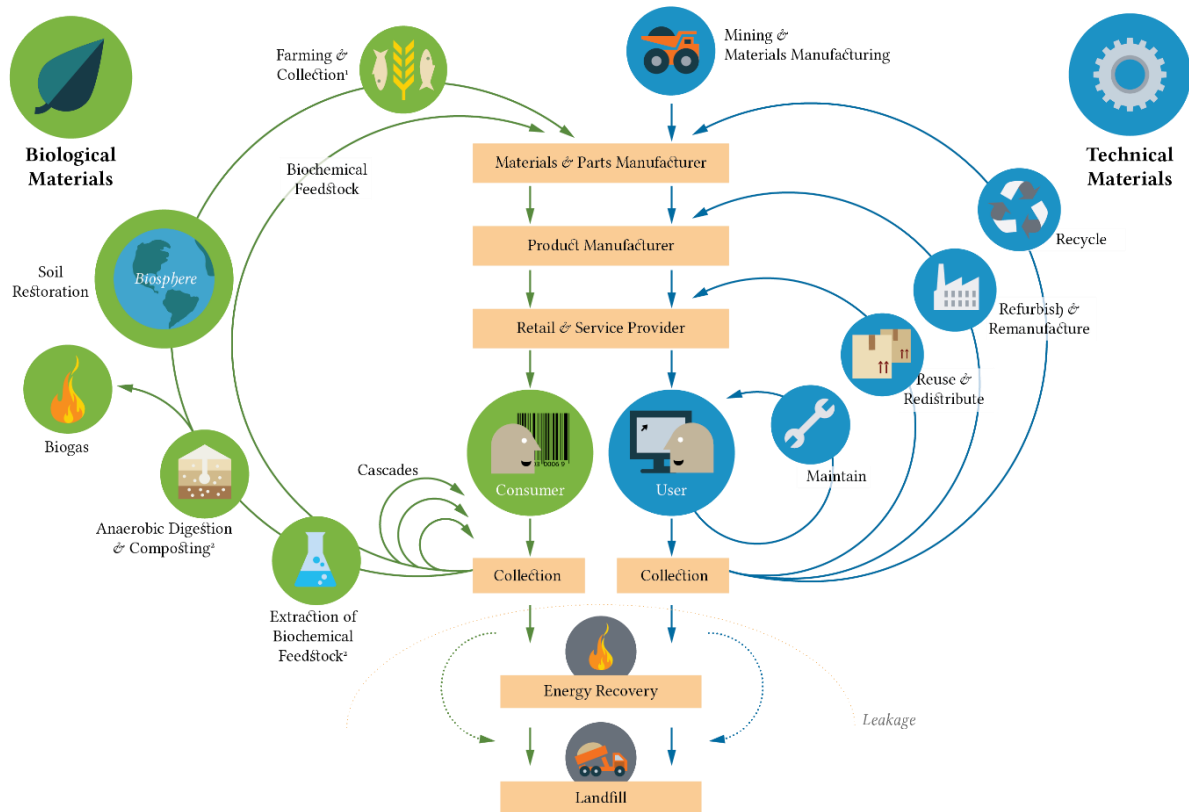 Farming &
Collection¹
Mining &
Materials Manufacturing
Biological
Materials
Technical
Materials
Biochemical
Feedstock
Materials & Parts Manufacturer
Recycle
Soil
Restoration
Biosphere
Product Manufacturer
Refurbish &
Remanufacture
Retail & Service Provider
Reuse &
Redistribute
Biogas
Cascades
Consumer
User
Maintain
Anaerobic Digestion
& Composting²
Collection
Collection
Extraction of
Biochemical
Feedstock²
Energy Recovery
Leakage
Landfill